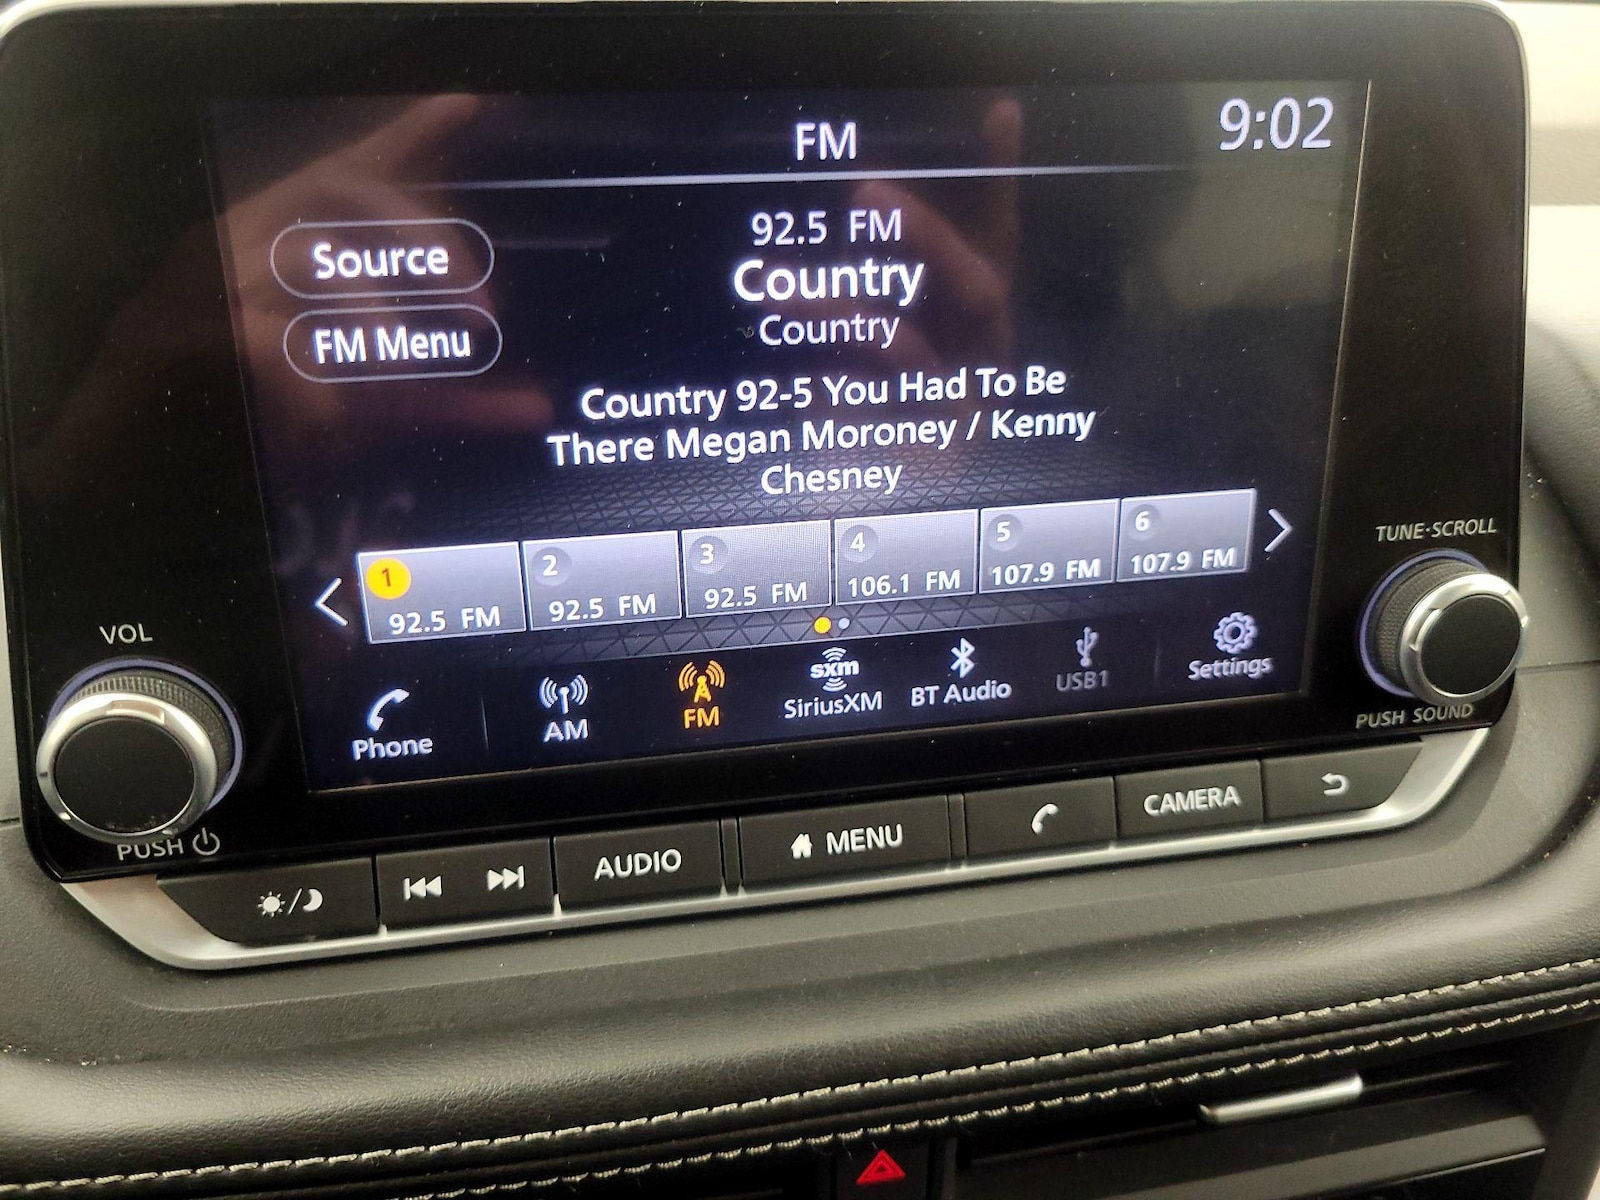 FM
9:02
Source
FM Menu
92.5 FM
Country
Country
Country 92-5 You Had To Be
There Megan Moroney / Kenny
Chesney
1
92.5 FM
2
92.5 FM
3
92.5 FM
4
106.1 FM
5
107.9 FM
6
107.9 FM
Phone
AM
FM
sxm
SiriusXM
BT Audio
USB1
Settings
VOL
PUSH
TUNE·SCROLL
PUSH SOUND
AUDIO
MENU
CAMERA